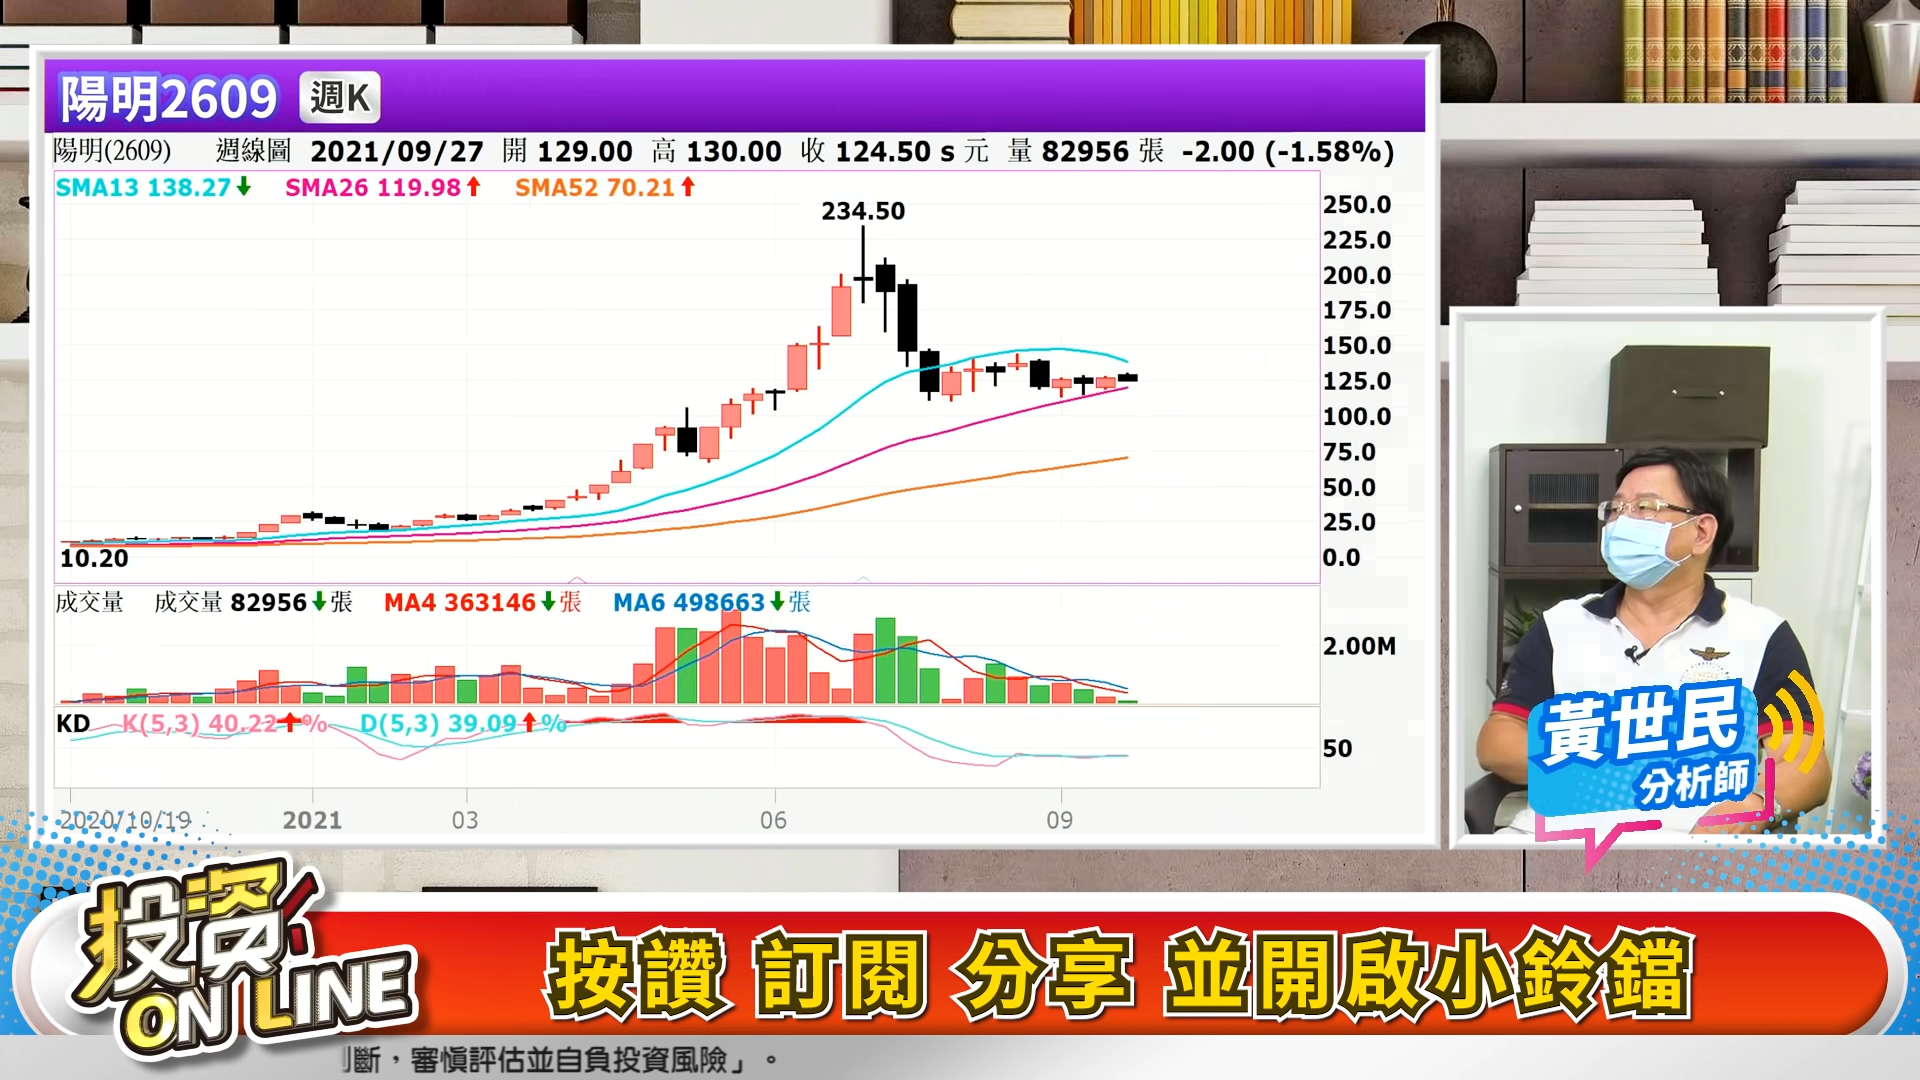 陽明2609 週K
陽明(2609) 週線圖 2021/09/27 開 129.00 高 130.00 收 124.50 s 元 量 82956 張 -2.00 (-1.58%)
SMA13 138.27↓ SMA26 119.98↑ SMA52 70.21↑
234.50
250.0
225.0
200.0
175.0
150.0
125.0
100.0
75.0
50.0
25.0
0.0
10.20
成交量 成交量 82956↓張 MA4 363146↓張 MA6 498663↓張
2.00M
KD K(5,3) 40.22↑% D(5,3) 39.09↑%
50
2020/10/19 2021 03 06 09
黃世民
分析師
投資
ON LINE
按讚 訂閱 分享 並開啟小鈴鐺
斷，審慎評估並自負投資風險」。